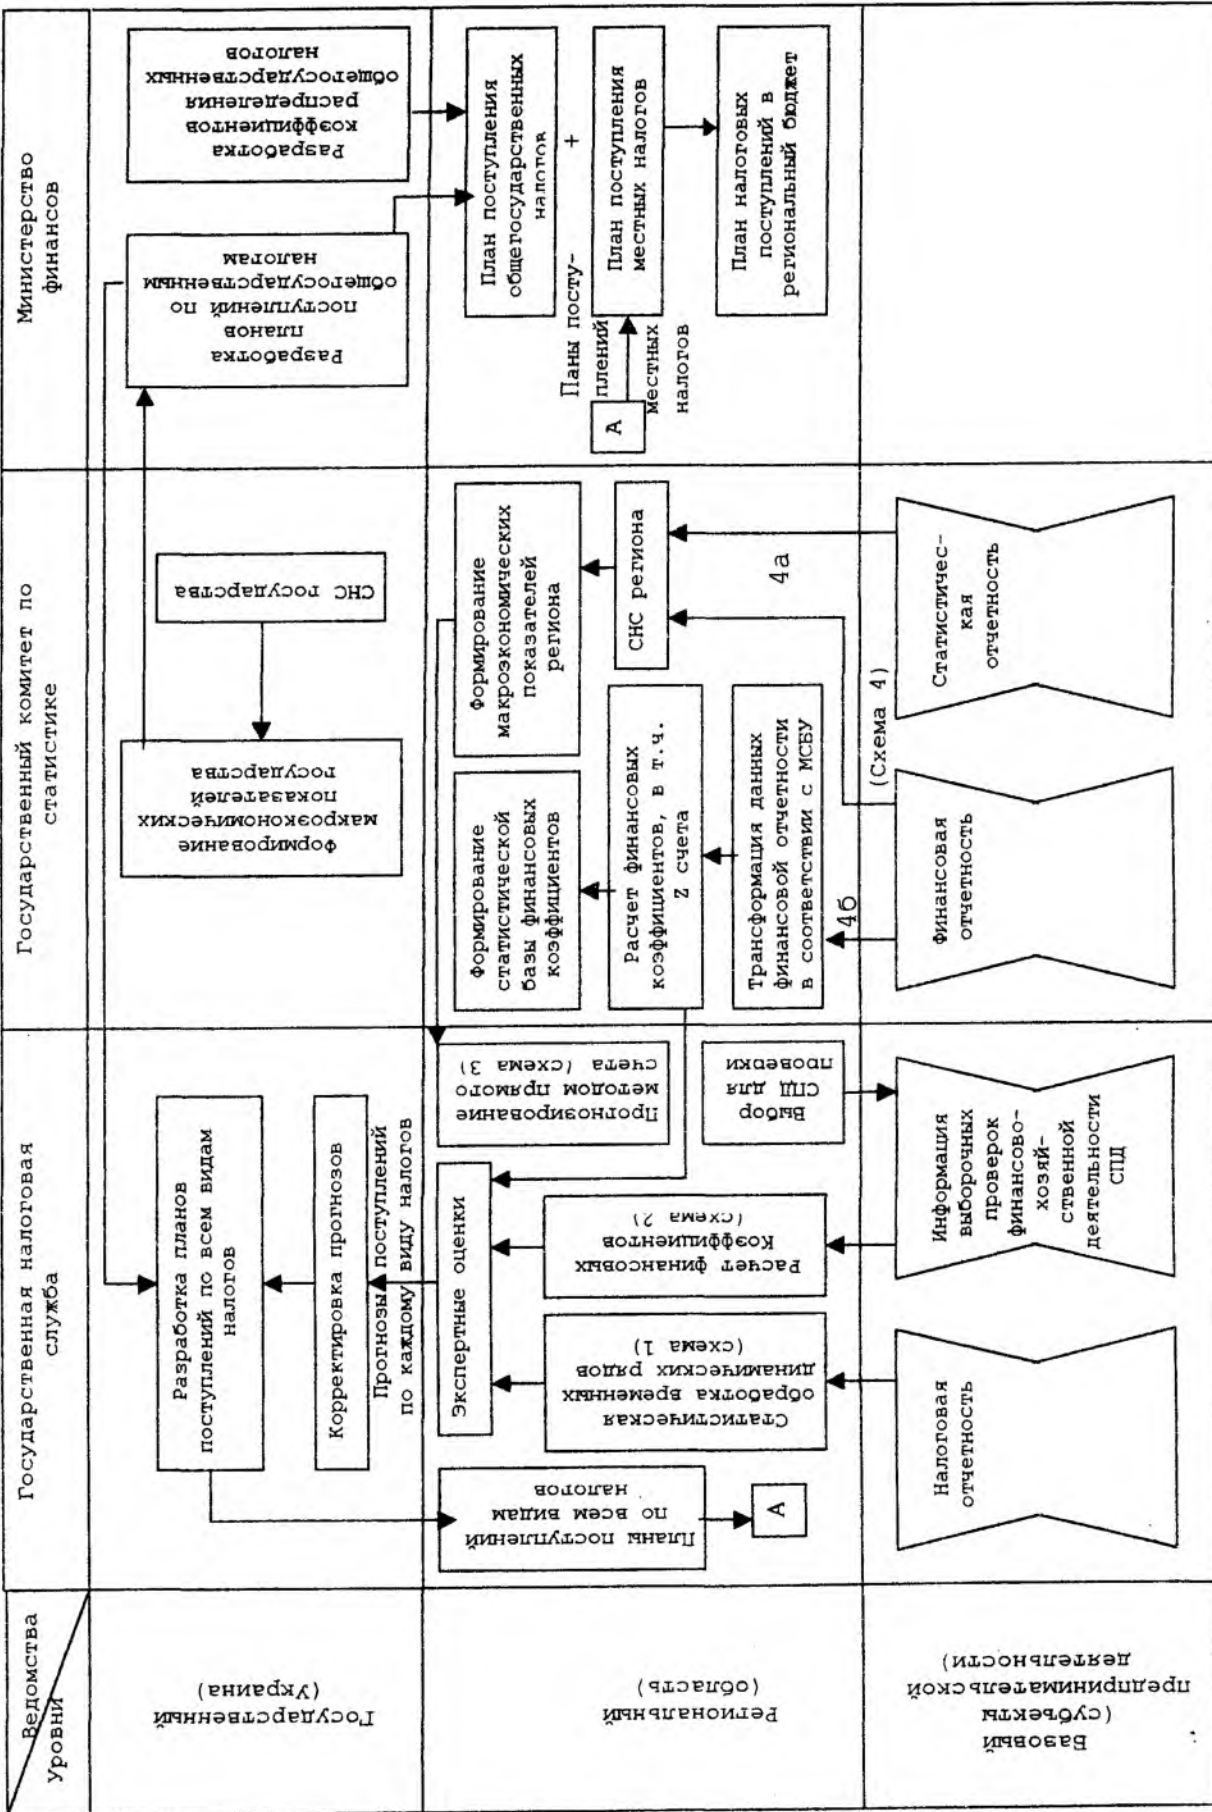 Ведомства
Уровни
Государственная налоговая
служба
Государственный комитет по
статистике
Министерство
финансов
Государственный
(Украина)
Разработка планов
поступлений по всем видам
налогов
Корректировка прогнозов
Прогнозы поступлений
по каждому виду налогов
Формирование
макроэкономических
показателей
государства
СНС государства
Разработка
планов
поступлений по
общегосударственным
налогам
Разработка
коэффициентов
распределения
общегосударственных
налогов
Региональный
(область)
Планы поступлений
по всем видам
налогов
А
Экспертные оценки
Статистическая
обработка временных
динамических рядов
(схема 1)
Расчет финансовых
Коэффициентов
(схема 2)
Прогнозирование
методом прямого
счета (схема 3)
Выбор
СПД для
проверки
Формирование
статистической
базы финансовых
коэффициентов
Расчет финансовых
коэффициентов, в т.ч.
Z счета
Трансформация данных
финансовой отчетности
в соответствии с МСБУ
Формирование
макроэкономических
показателей
региона
СНС региона
4а
4б
(Схема 4)
План поступления
общегосударственных
налогов
+
Паны посту-
плений
местных
налогов
А
План поступления
местных налогов
План налоговых
поступлений в
региональный бюджет
Базовый
(субъекты
предпринимательской
деятельности)
Налоговая
отчетность
Информация
выборочных
проверок
финансово-
хозяй-
ственной
деятельности
СПД
Финансовая
отчетность
Статистичес-
кая
отчетность